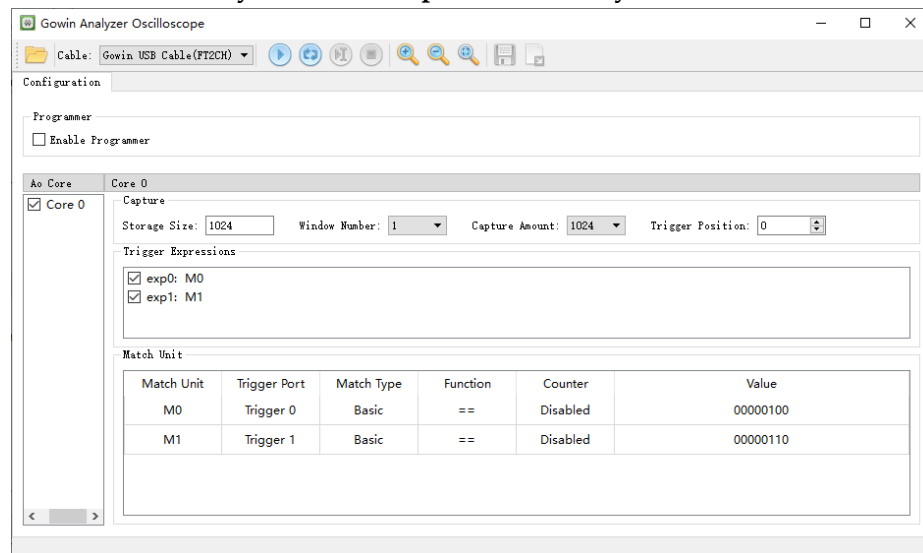 Gowin Analyzer Oscilloscope
Cable: Gowin USB Cable(FT2CH)
Configuration
Programmer
Enable Programmer
Ao Core Core 0
Core 0
Capture
Storage Size: 1024 Window Number: 1 Capture Amount: 1024 Trigger Position: 0
Trigger Expressions
exp0: M0
exp1: M1
Match Unit
Match Unit Trigger Port Match Type Function Counter Value
M0 Trigger 0 Basic == Disabled 00000100
M1 Trigger 1 Basic == Disabled 00000110